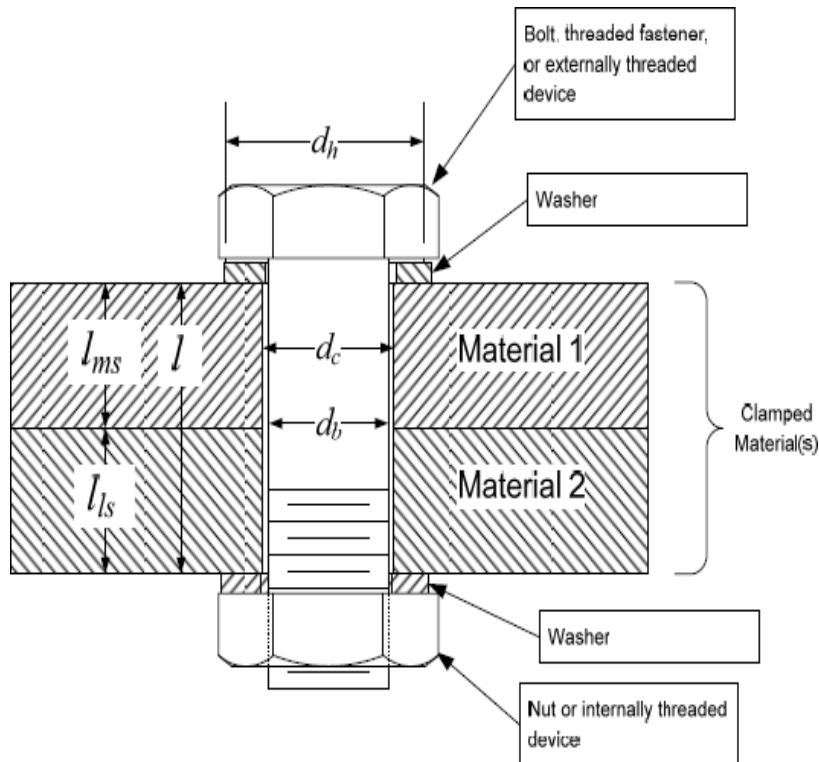 Bolt, threaded fastener,
or externally threaded
device
d_h
Washer
l_ms
l
d_c
Material 1
d_b
Clamped
Material(s)
l_ls
Material 2
Washer
Nut or internally threaded
device